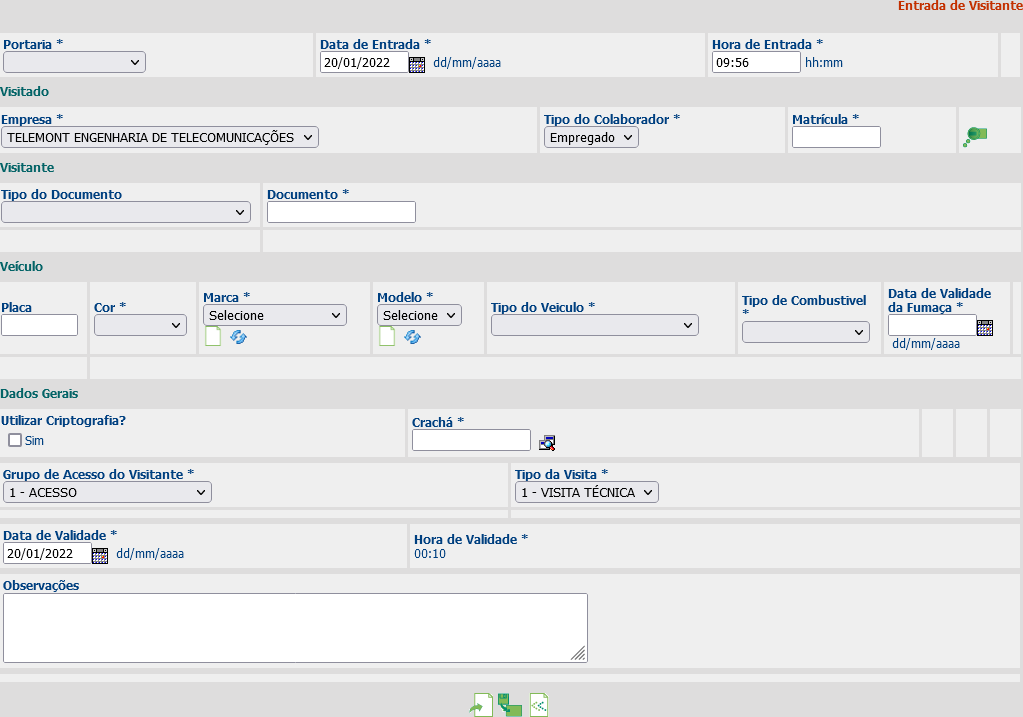 Entrada de Visitante
Portaria *
Data de Entrada *
20/01/2022 dd/mm/aaaa
Hora de Entrada *
09:56 hh:mm
Visitado
Empresa *
TELEMONT ENGENHARIA DE TELECOMUNICAÇÕES
Tipo do Colaborador *
Empregado
Matrícula *
Visitante
Tipo do Documento
Documento *
Veículo
Placa
Cor *
Marca *
Selecione
Modelo *
Selecione
Tipo do Veiculo *
Tipo de Combustivel
*
Data de Validade
da Fumaça *
dd/mm/aaaa
Dados Gerais
Utilizar Criptografia?
Sim
Crachá *
Grupo de Acesso do Visitante *
1 - ACESSO
Tipo da Visita *
1 - VISITA TÉCNICA
Data de Validade *
20/01/2022 dd/mm/aaaa
Hora de Validade *
00:10
Observações